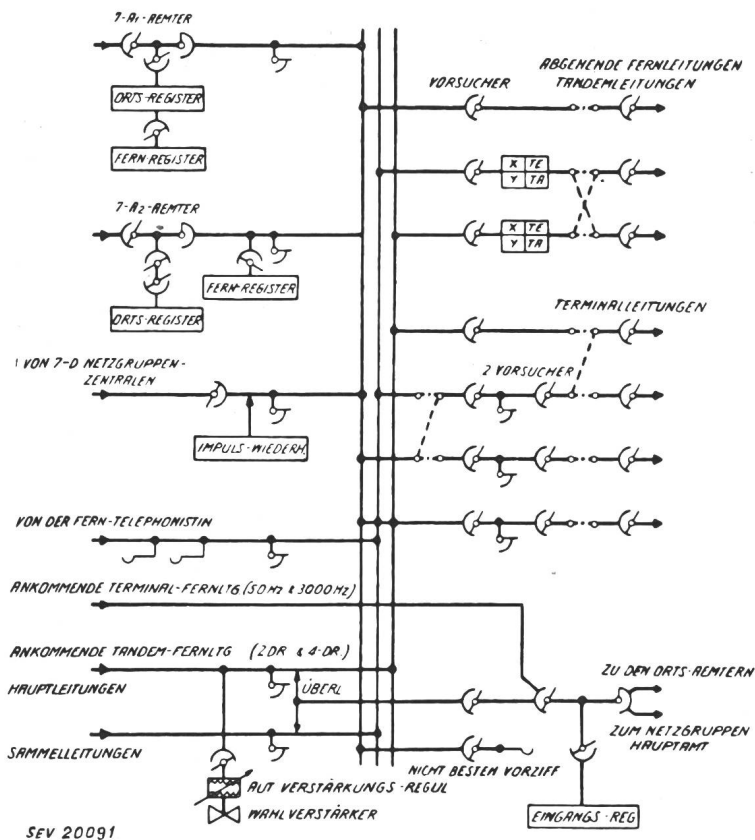 7-A1-AEMTER
ORTS-REGISTER
FERN-REGISTER
7-A2-AEMTER
FERN-REGISTER
ORTS-REGISTER
VON 7-D NETZGRUPPEN-
ZENTRALEN
IMPULS-WIEDERH.
VON DER FERN-TELEPHONISTIN
ANKOMMENDE TERMINAL-FERNLTG (50 Hz & 3000 Hz)
ANKOMMENDE TANDEM-FERNLTG (2 DR. & 4-DR.)
HAUPTLEITUNGEN
ÜBERL
SAMMELLEITUNGEN
AUT VERSTÄRKUNGS-REGUL
WAHLVERSTÄRKER
SEV 20091
VORSUCHER
ABGEHENDE FERNLEITUNGEN
TANDEMLEITUNGEN
X TE
Y TA
X TE
Y TA
TERMINALLEITUNGEN
2 VORSUCHER
ZU DEN ORTS-AEMTERN
ZUM NETZGRUPPEN
HAUPTAMT
NICHT BESTEH VORZIFF
EINGANGS-REG